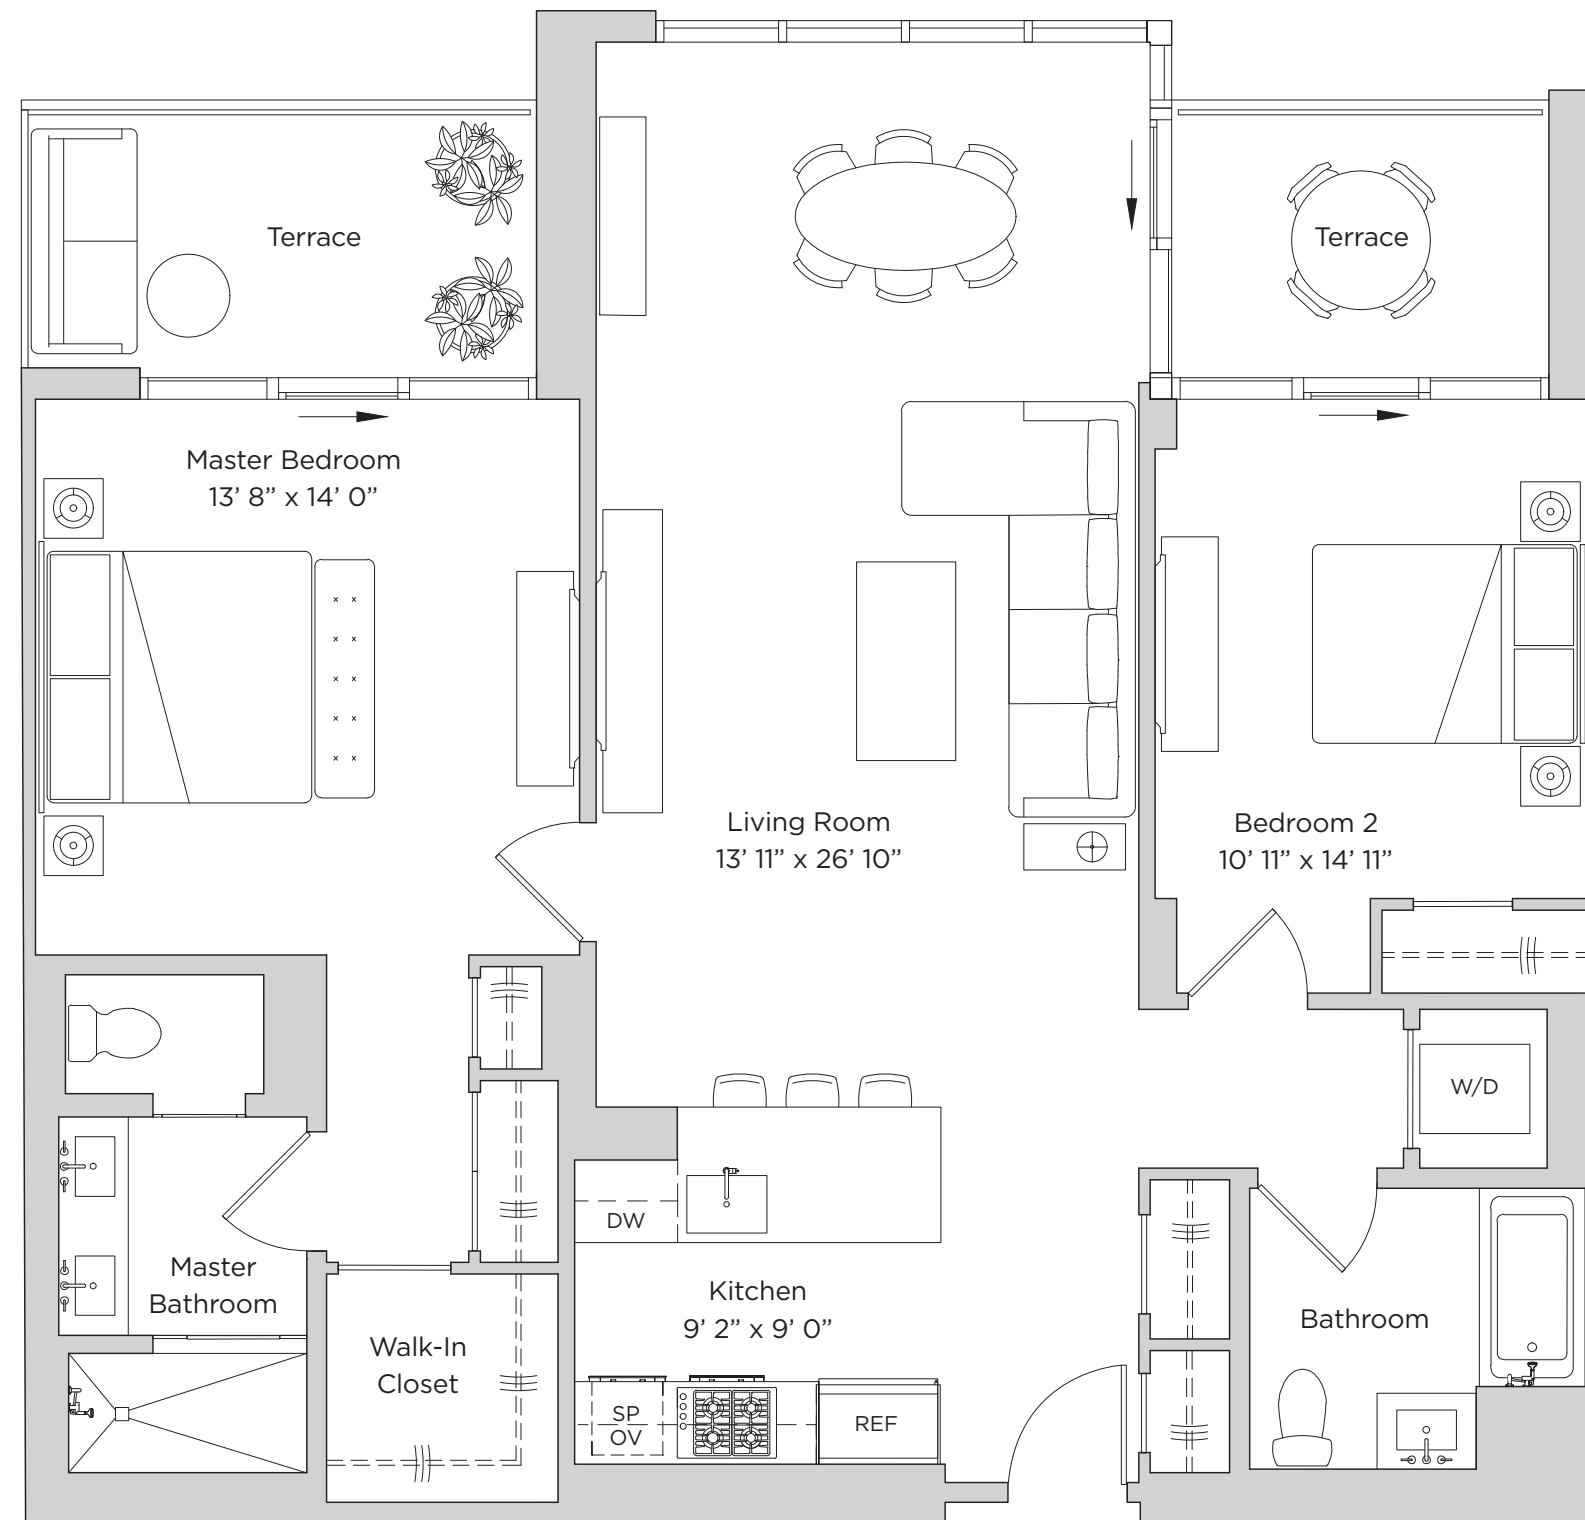 Terrace
Terrace
Master Bedroom
13’ 8” x 14’ 0”
Living Room
13’ 11” x 26’ 10”
Bedroom 2
10’ 11” x 14’ 11”
W/D
DW
Master
Bathroom
Kitchen
9’ 2” x 9’ 0”
Bathroom
Walk-In
Closet
SP
OV
REF